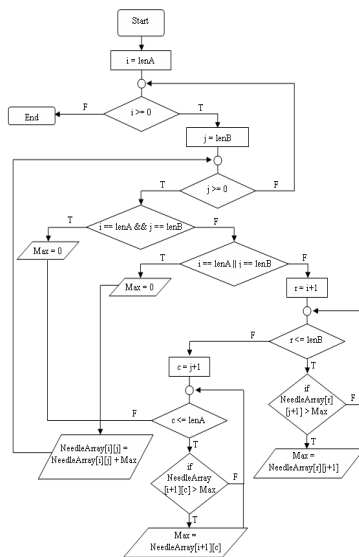 Start
i = lenA
i >= 0
F
T
End
j = lenB
j >= 0
T
F
i == lenA && j == lenB
T
F
Max = 0
i == lenA || j == lenB
T
F
Max = 0
r = i+1
r <= lenB
F
T
c = j+1
if
NeedleArray[r]
[j+1] > Max
F
T
c <= lenA
F
T
Max =
NeedleArray[r][j+1]
NeedleArray[i][j] =
NeedleArray[i][j] + Max
if
NeedleArray
[i+1][c] > Max
F
T
Max =
NeedleArray[i+1][c]